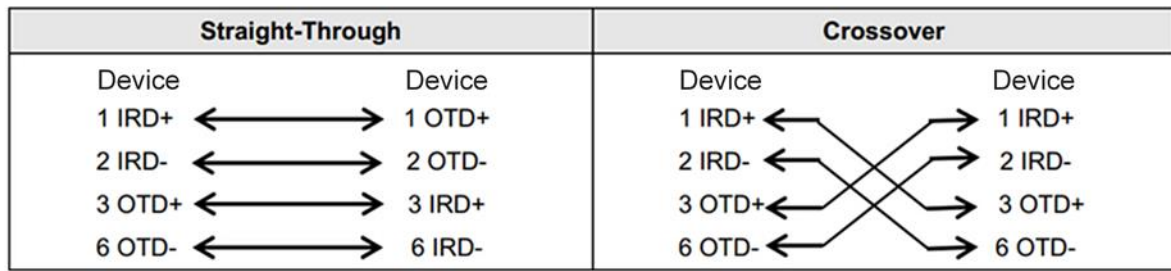 Straight-Through Crossover
Device Device Device Device
1 IRD+ 1 OTD+ 1 IRD+ 1 IRD+
2 IRD- 2 OTD- 2 IRD- 2 IRD-
3 OTD+ 3 IRD+ 3 OTD+ 3 OTD+
6 OTD- 6 IRD- 6 OTD- 6 OTD-